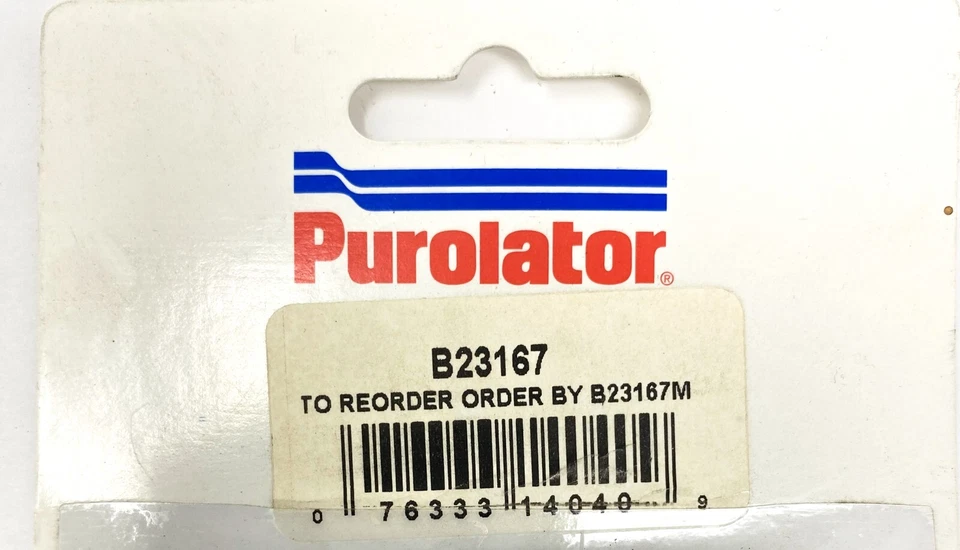 Purolator®
B23167
TO REORDER ORDER BY B23167M
0 76333 14040 9